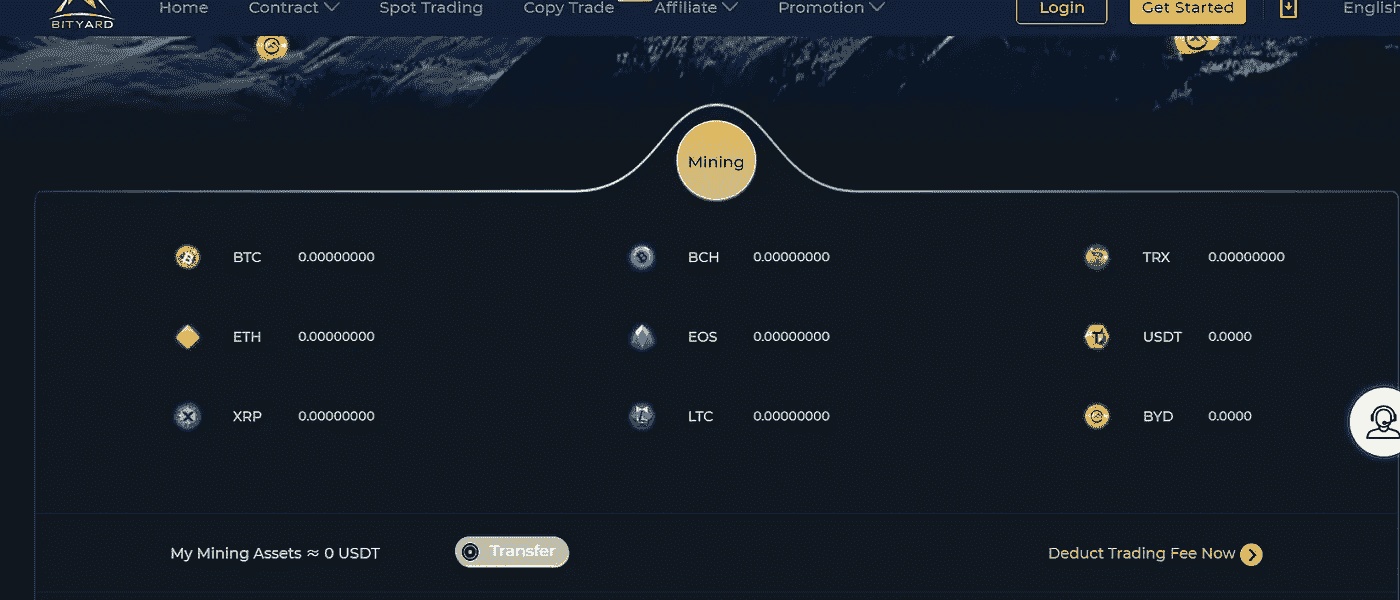 BITYARD
Home Contract Spot Trading Copy Trade Affiliate Promotion Login Get Started English
Mining
BTC 0.00000000 BCH 0.00000000 TRX 0.00000000
ETH 0.00000000 EOS 0.00000000 USDT 0.0000
XRP 0.00000000 LTC 0.00000000 BYD 0.0000
My Mining Assets ≈ 0 USDT Transfer Deduct Trading Fee Now